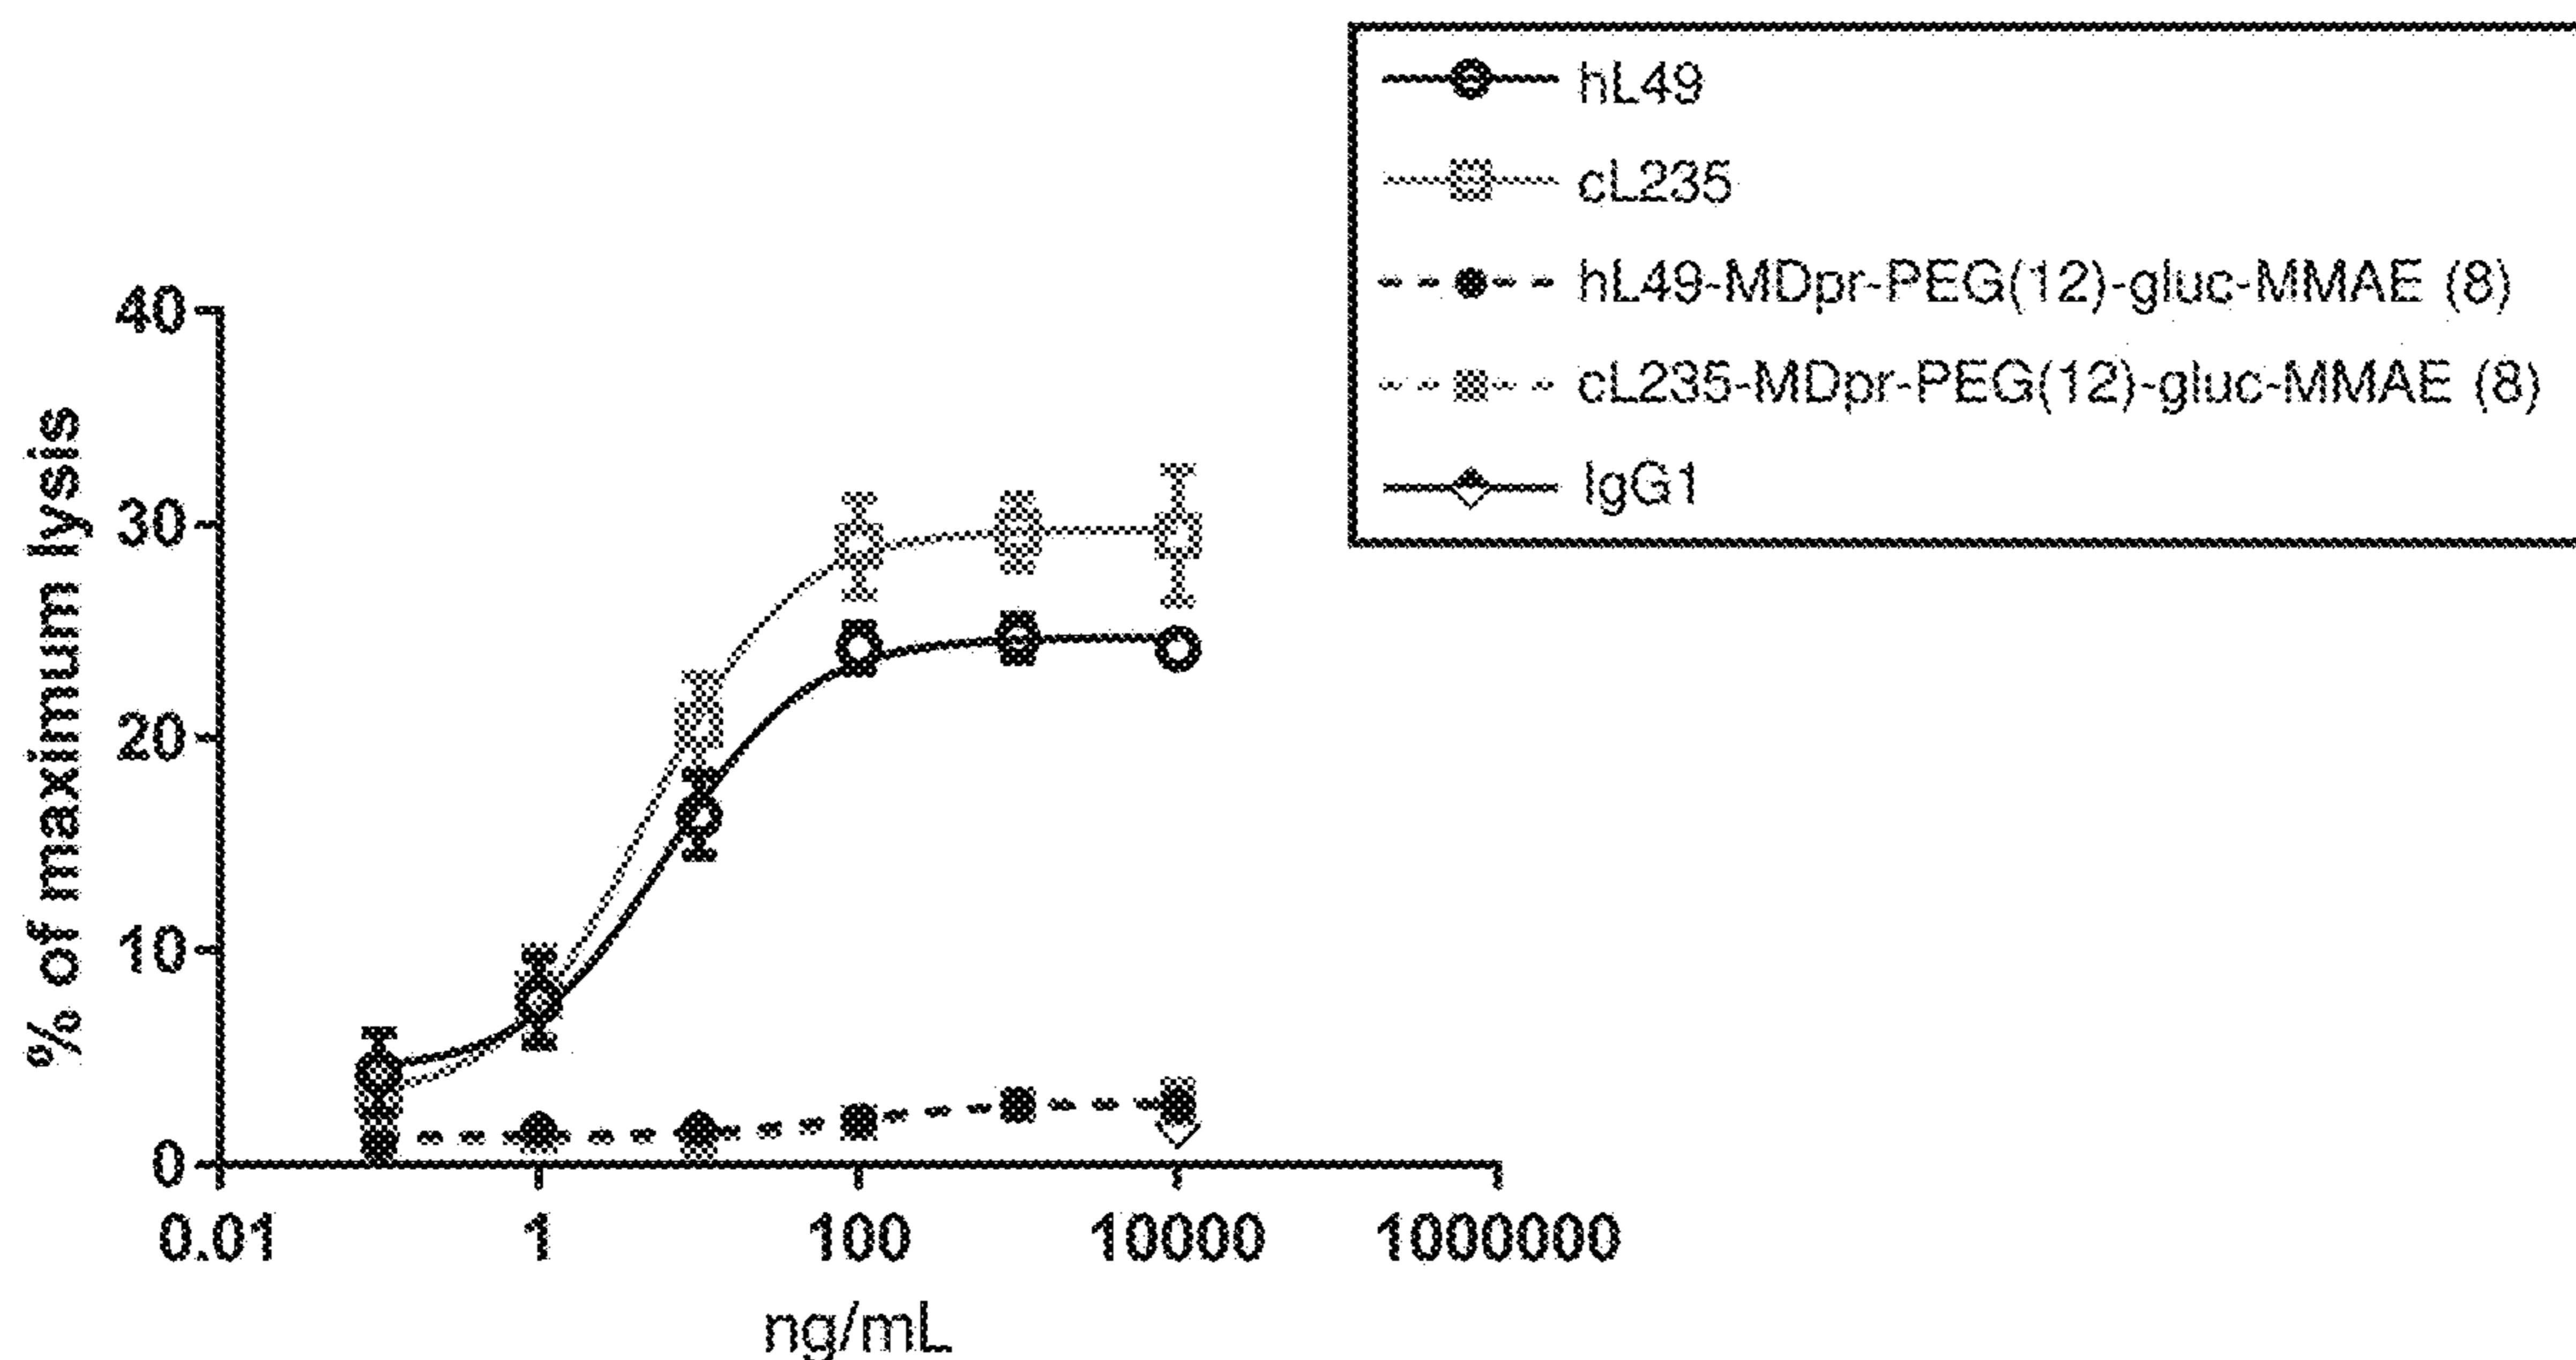 hL49
cL235
hL49-MDpr-PEG(12)-gluc-MMAE (8)
cL235-MDpr-PEG(12)-gluc-MMAE (8)
IgG1
% of maximum lysis
40
30
20
10
0
0.01 1 100 10000 1000000
ng/mL